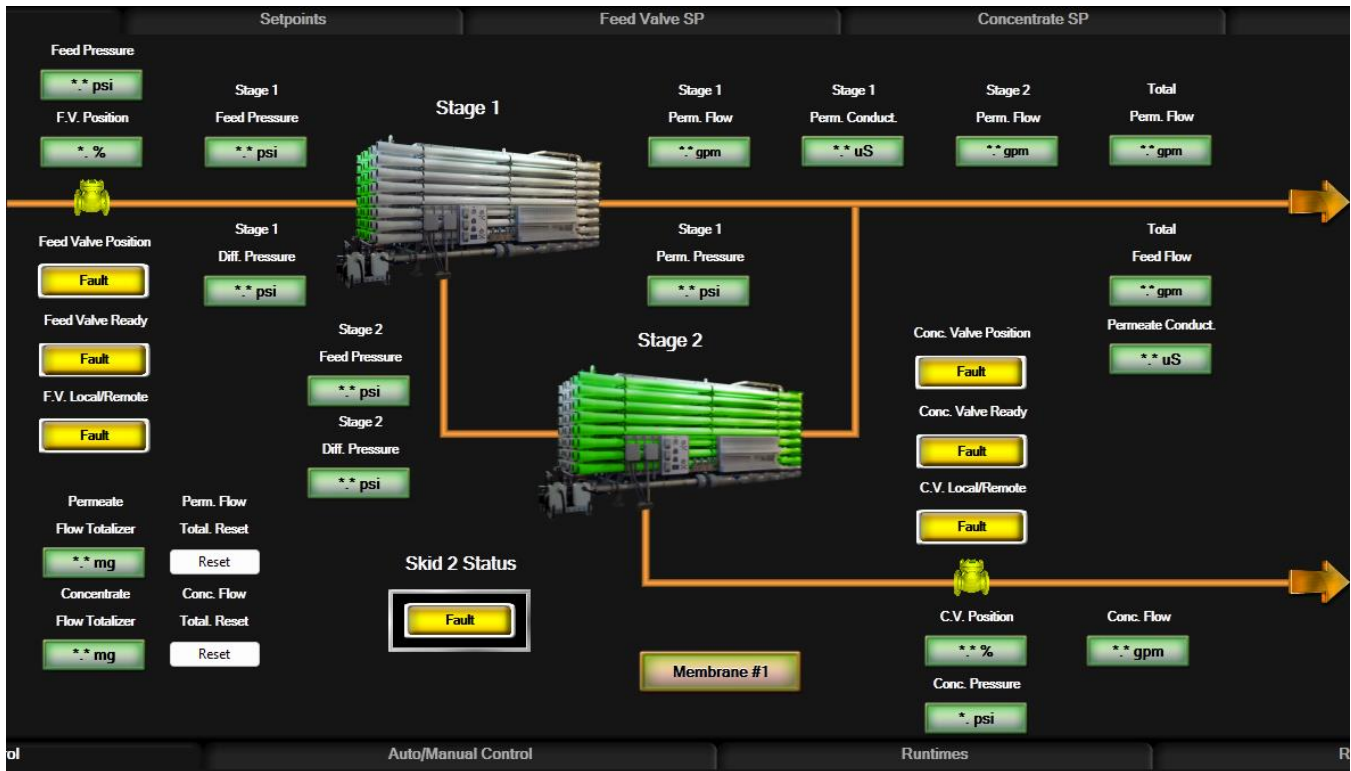 Setpoints
Feed Valve SP
Concentrate SP
Feed Pressure
*.* psi
F.V. Position
*. %
Stage 1
Feed Pressure
*.* psi
Stage 1
Stage 1
Perm. Flow
*.* gpm
Stage 1
Perm. Conduct.
*.* uS
Stage 2
Perm. Flow
*.* gpm
Total
Perm. Flow
*.* gpm
Feed Valve Position
Fault
Feed Valve Ready
Fault
F.V. Local/Remote
Fault
Stage 1
Diff. Pressure
*.* psi
Stage 2
Feed Pressure
*.* psi
Stage 2
Diff. Pressure
*.* psi
Stage 1
Perm. Pressure
*.* psi
Stage 2
Total
Feed Flow
*.* gpm
Permeate Conduct.
*.* uS
Conc. Valve Position
Fault
Conc. Valve Ready
Fault
C.V. Local/Remote
Fault
Permeate
Flow Totalizer
*.* mg
Perm. Flow
Total. Reset
Reset
Concentrate
Flow Totalizer
*.* mg
Conc. Flow
Total. Reset
Reset
Skid 2 Status
Fault
Membrane #1
C.V. Position
*.* %
Conc. Pressure
*. psi
Conc. Flow
*.* gpm
ol
Auto/Manual Control
Runtimes
R